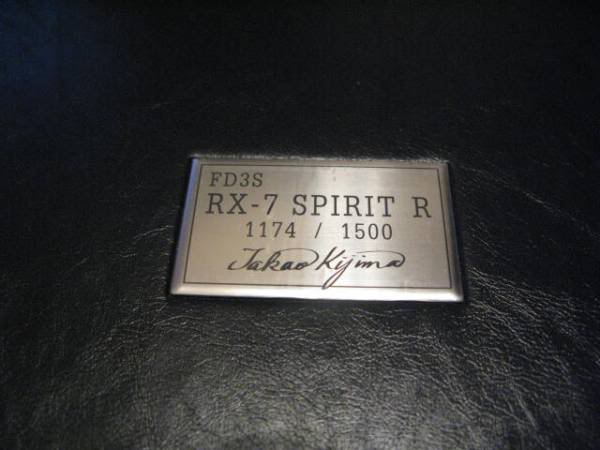 FD3S
RX-7 SPIRIT R
1174 / 1500
Takao Kijima